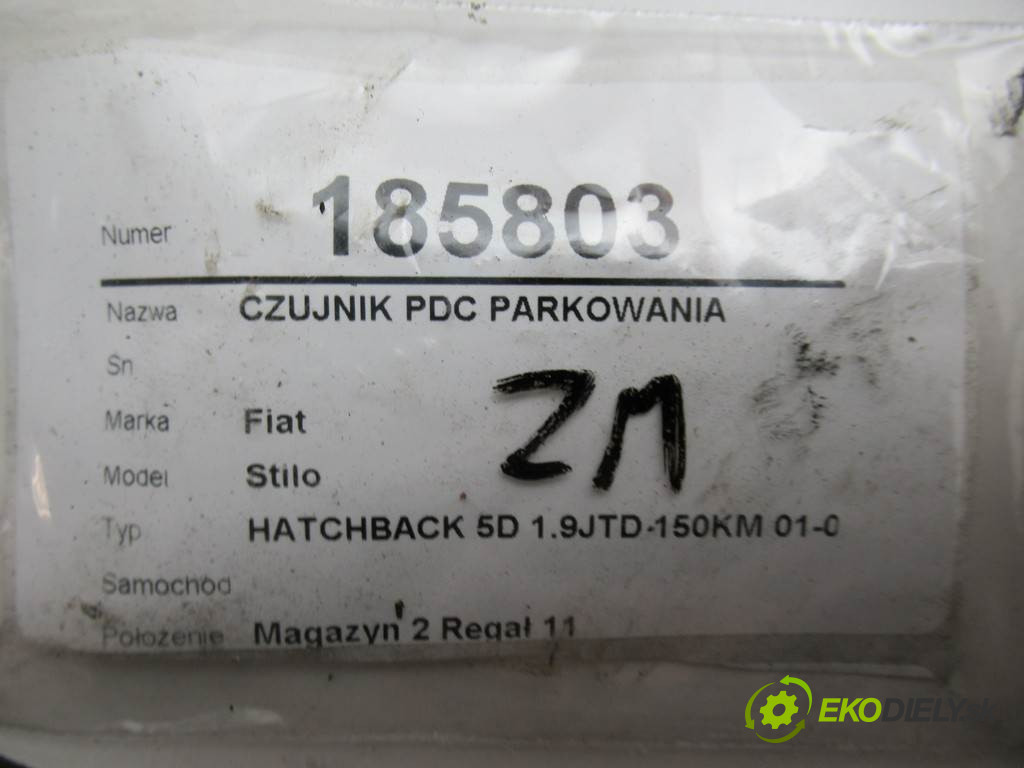 Numer 185803
Nazwa CZUJNIK PDC PARKOWANIA
Sn
Marka Fiat
Model Stilo
ZM
Typ HATCHBACK 5D 1.9JTD-150KM 01-0
Samochód
Położenie Magazyn 2 Regał 11
EKODIELY